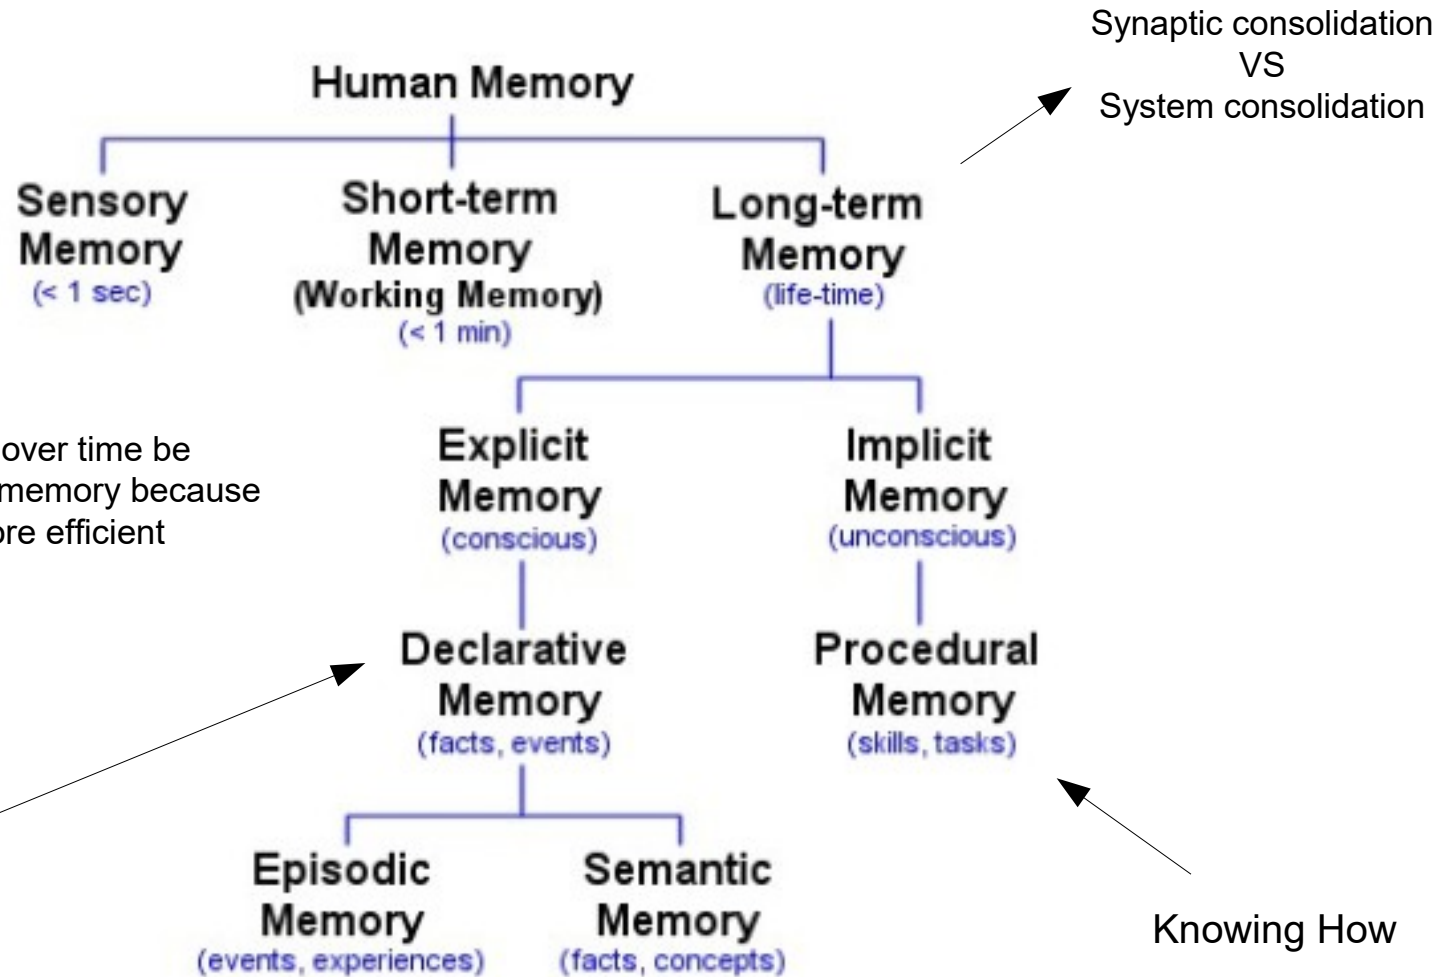 Synaptic consolidation
VS
System consolidation
Human Memory
Sensory
Memory
(< 1 sec)
Short-term
Memory
(Working Memory)
(< 1 min)
Long-term
Memory
(life-time)
over time be
memory because
ore efficient
Explicit
Memory
(conscious)
Implicit
Memory
(unconscious)
Declarative
Memory
(facts, events)
Procedural
Memory
(skills, tasks)
Episodic
Memory
(events, experiences)
Semantic
Memory
(facts, concepts)
Knowing How